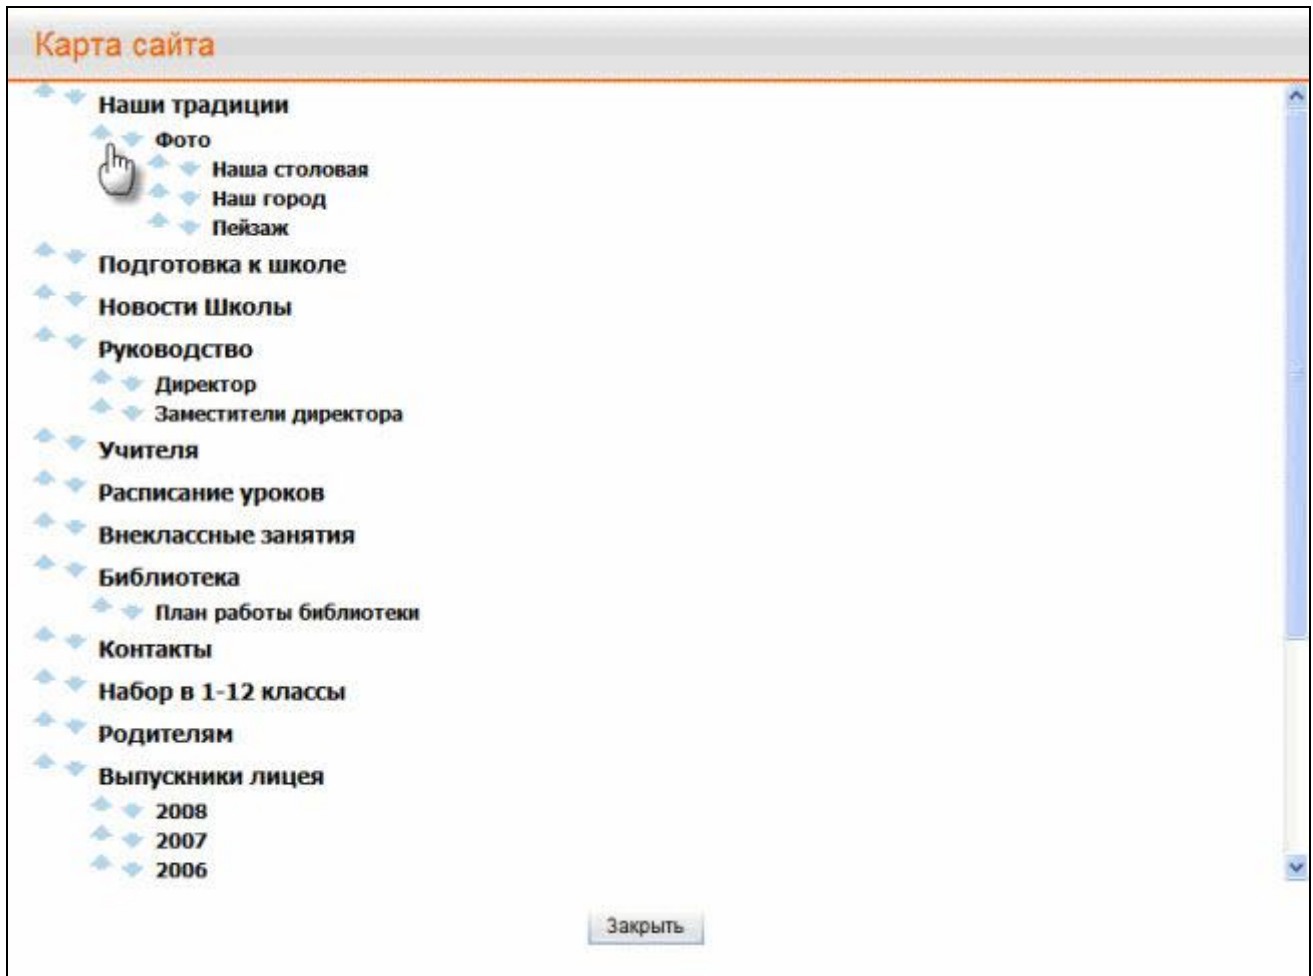 Карта сайта
Наши традиции
Фото
Наша столовая
Наш город
Пейзаж
Подготовка к школе
Новости Школы
Руководство
Директор
Заместители директора
Учителя
Расписание уроков
Внеклассные занятия
Библиотека
План работы библиотеки
Контакты
Набор в 1-12 классы
Родителям
Выпускники лицея
2008
2007
2006
Закрыть